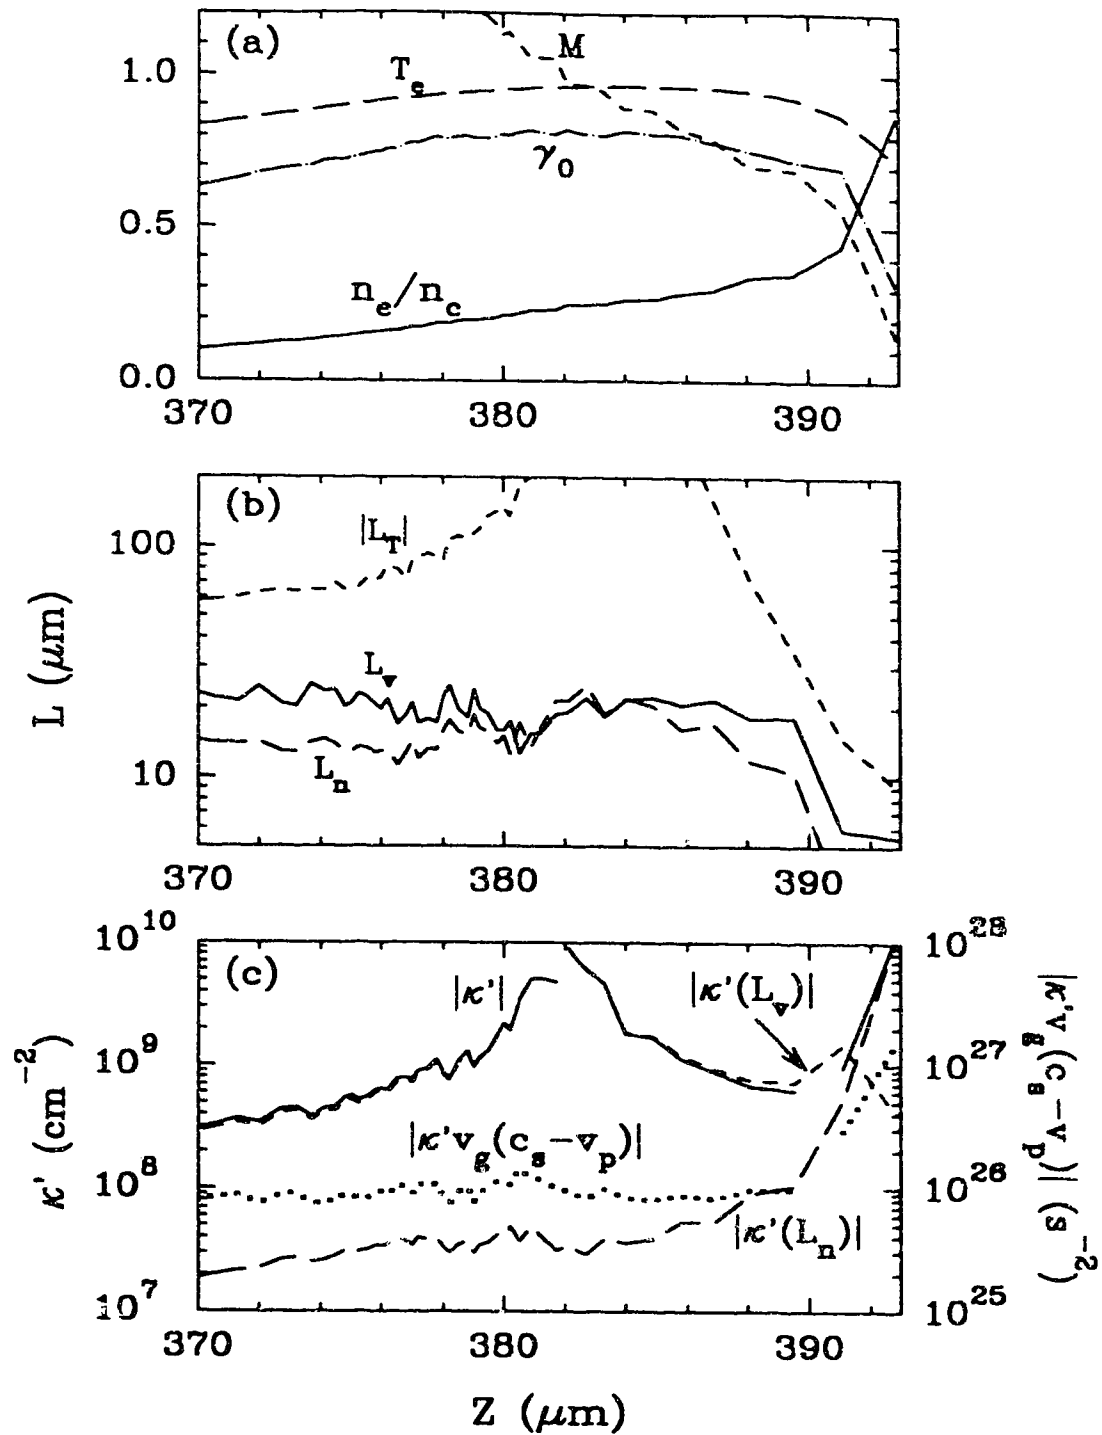 (a)
M
T_e
γ_0
n_e/n_c
1.0
0.5
0.0
370 380 390
(b)
|L_T|
L_v
L_n
100
10
L (μm)
370 380 390
(c)
|κ'|
|κ'(L_v)|
|κ'v_g(c_s-v_p)|
|κ'(L_n)|
10^10
10^9
10^8
10^7
κ' (cm^-2)
10^28
10^27
10^26
10^25
|κ'v_g(c_s-v_p)| (s^-2)
370 380 390
Z (μm)